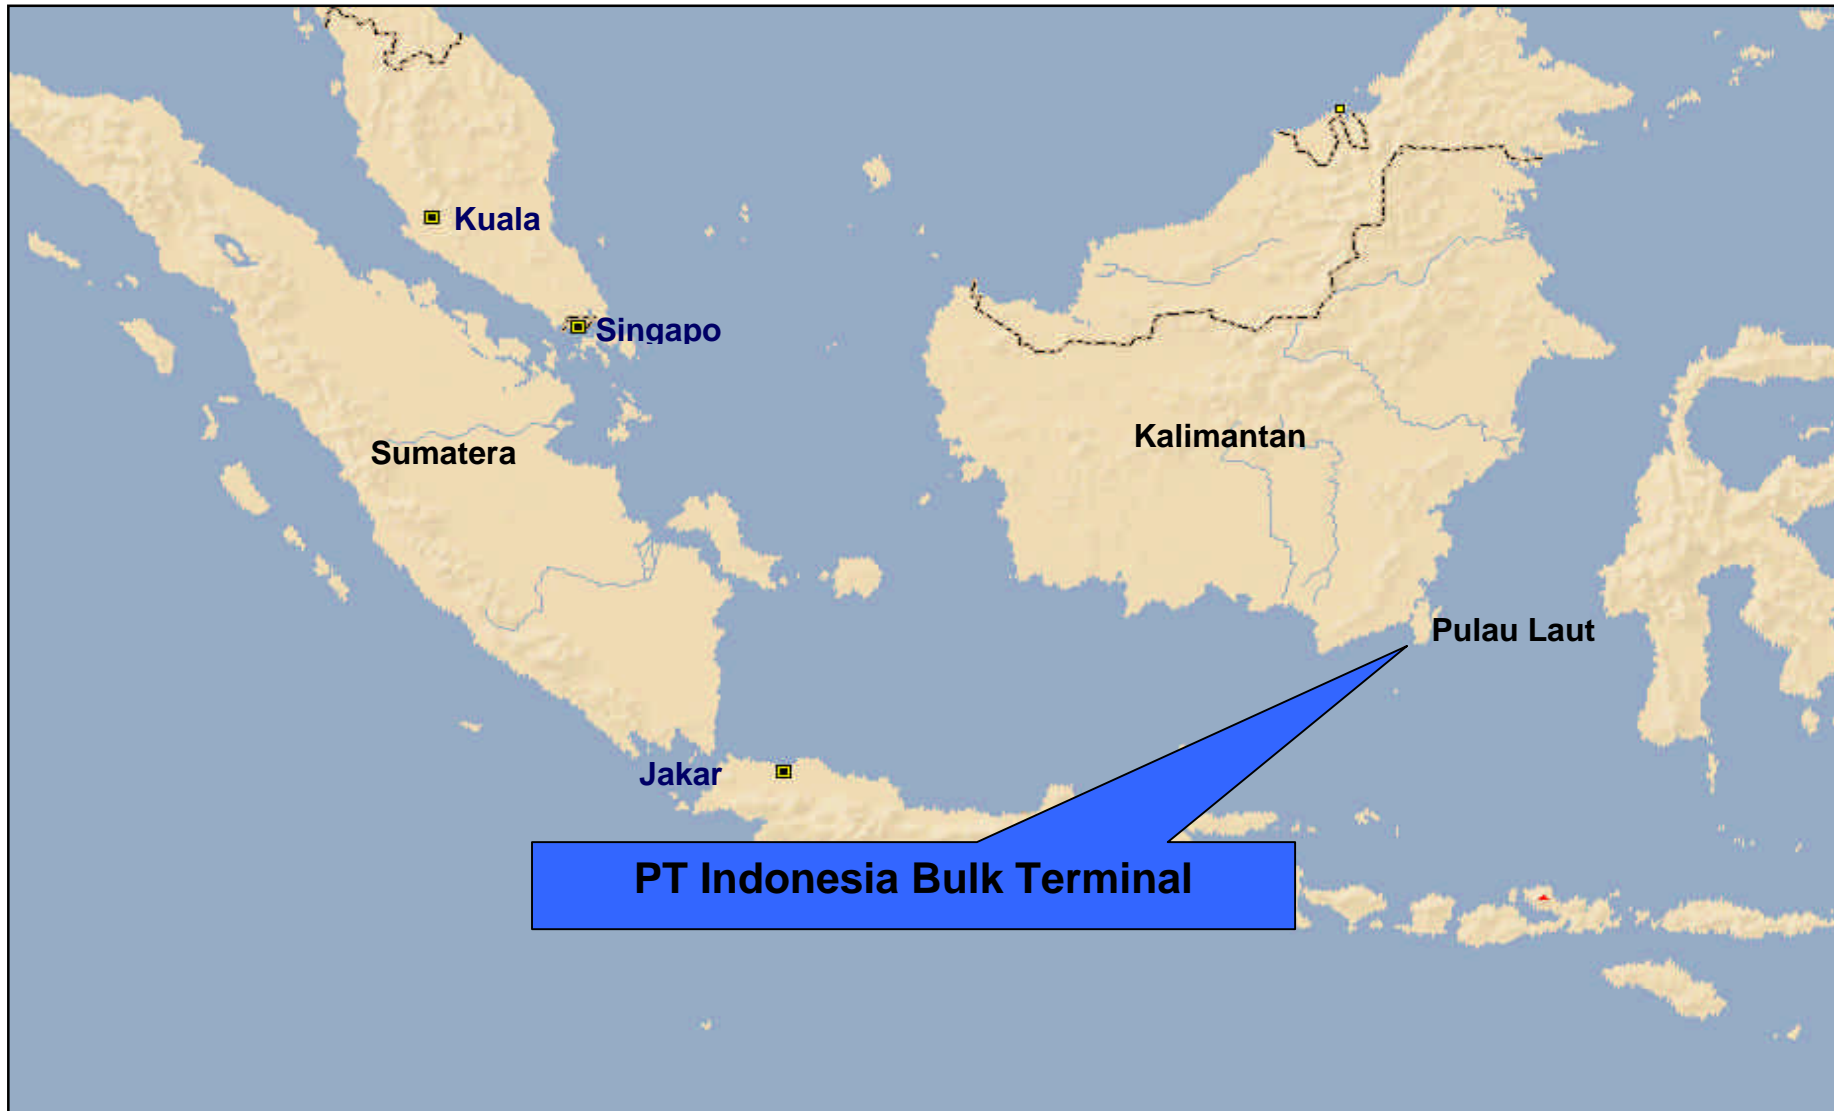 Kuala
Singapo
Kalimantan
Sumatera
Pulau Laut
Jakar
PT Indonesia Bulk Terminal